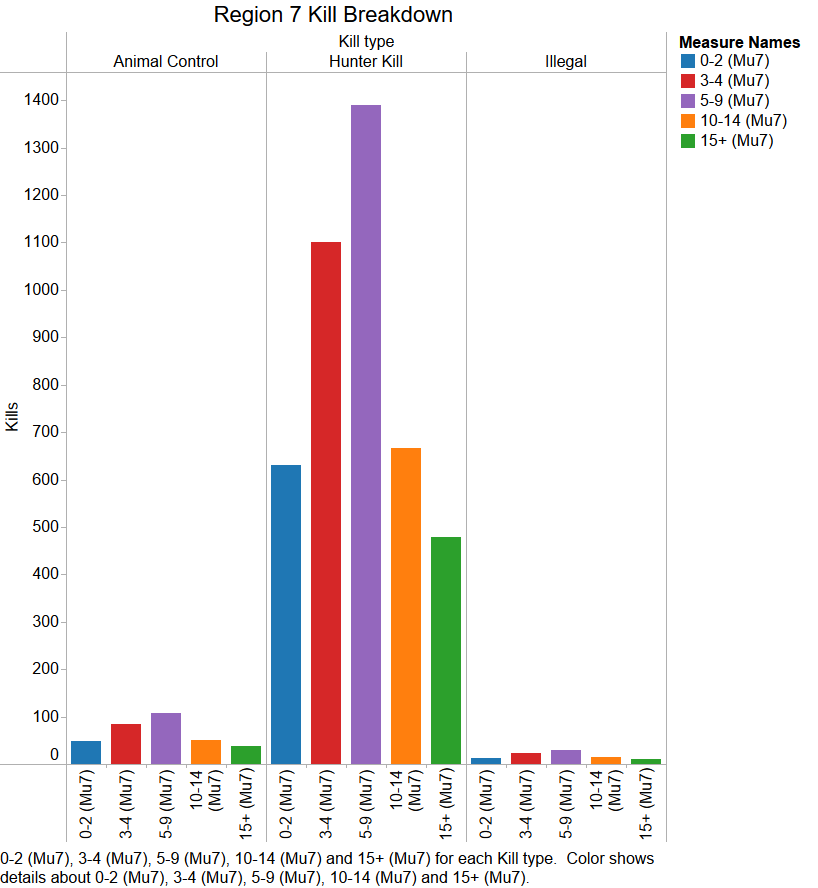 Region 7 Kill Breakdown
Kill type
Animal Control
Hunter Kill
Illegal
Measure Names
0-2 (Mu7)
3-4 (Mu7)
5-9 (Mu7)
10-14 (Mu7)
15+ (Mu7)
Kills
1400
1300
1200
1100
1000
900
800
700
600
500
400
300
200
100
0
0-2 (Mu7)
3-4 (Mu7)
5-9 (Mu7)
10-14
(Mu7)
15+ (Mu7)
0-2 (Mu7)
3-4 (Mu7)
5-9 (Mu7)
10-14
(Mu7)
15+ (Mu7)
0-2 (Mu7)
3-4 (Mu7)
5-9 (Mu7)
10-14
(Mu7)
15+ (Mu7)
0-2 (Mu7), 3-4 (Mu7), 5-9 (Mu7), 10-14 (Mu7) and 15+ (Mu7) for each Kill type.  Color shows
details about 0-2 (Mu7), 3-4 (Mu7), 5-9 (Mu7), 10-14 (Mu7) and 15+ (Mu7).